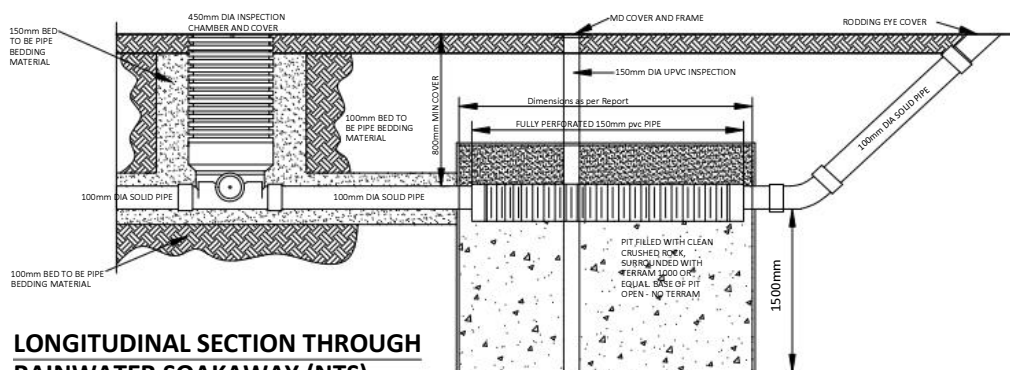 450mm DIA INSPECTION
CHAMBER AND COVER
MD COVER AND FRAME
RODDING EYE COVER
150mm BED
TO BE PIPE
BEDDING
MATERIAL
150mm DIA UPVC INSPECTION
800mm MIN COVER
Dimensions as per Report
100mm DIA SOLID PIPE
100mm BED TO
BE PIPE BEDDING
MATERIAL
FULLY PERFORATED 150mm pvc PIPE
100mm DIA SOLID PIPE
100mm DIA SOLID PIPE
PIT FILLED WITH CLEAN
CRUSHED ROCK,
SURROUNDED WITH
TERRAM 1000 OR
EQUAL BASE OF PIT
OPEN - NO TERRAM
100mm BED TO BE PIPE
BEDDING MATERIAL
1500mm
LONGITUDINAL SECTION THROUGH
RAINWATER SOAKAWAY (NTS)